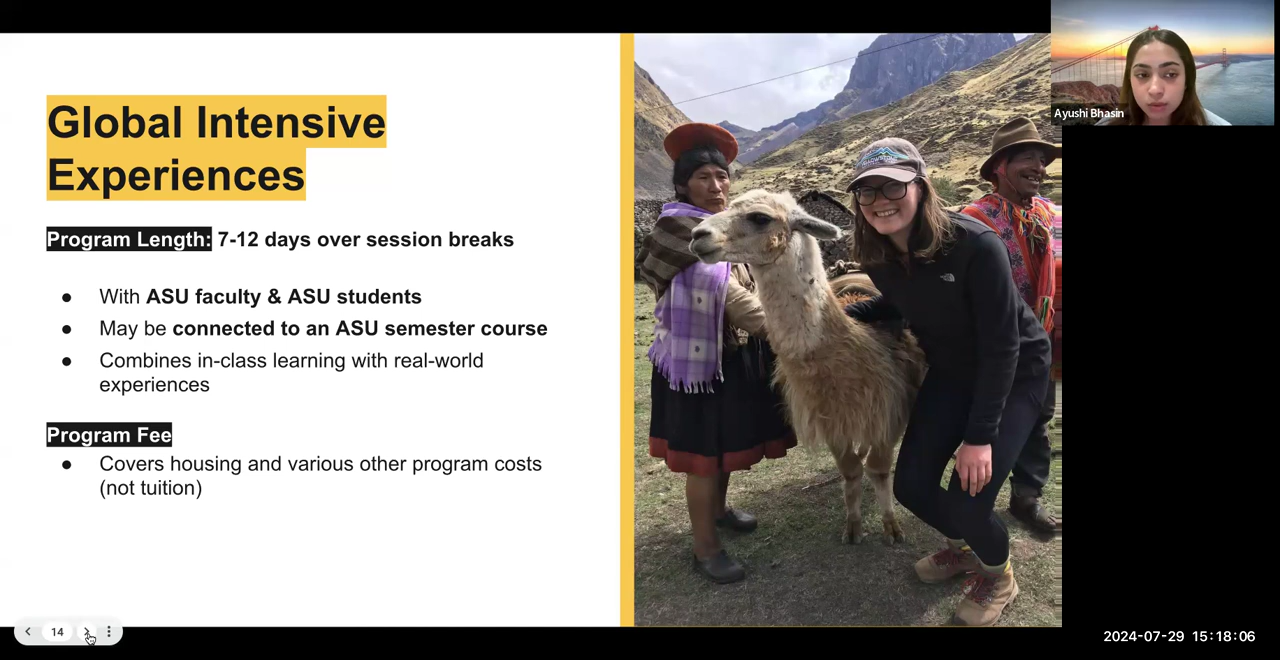 Global Intensive
Experiences
Program Length: 7-12 days over session breaks
● With ASU faculty & ASU students
● May be connected to an ASU semester course
● Combines in-class learning with real-world
experiences
Program Fee
● Covers housing and various other program costs
(not tuition)
Ayushi Bhasin
14
2024-07-29 15:18:06